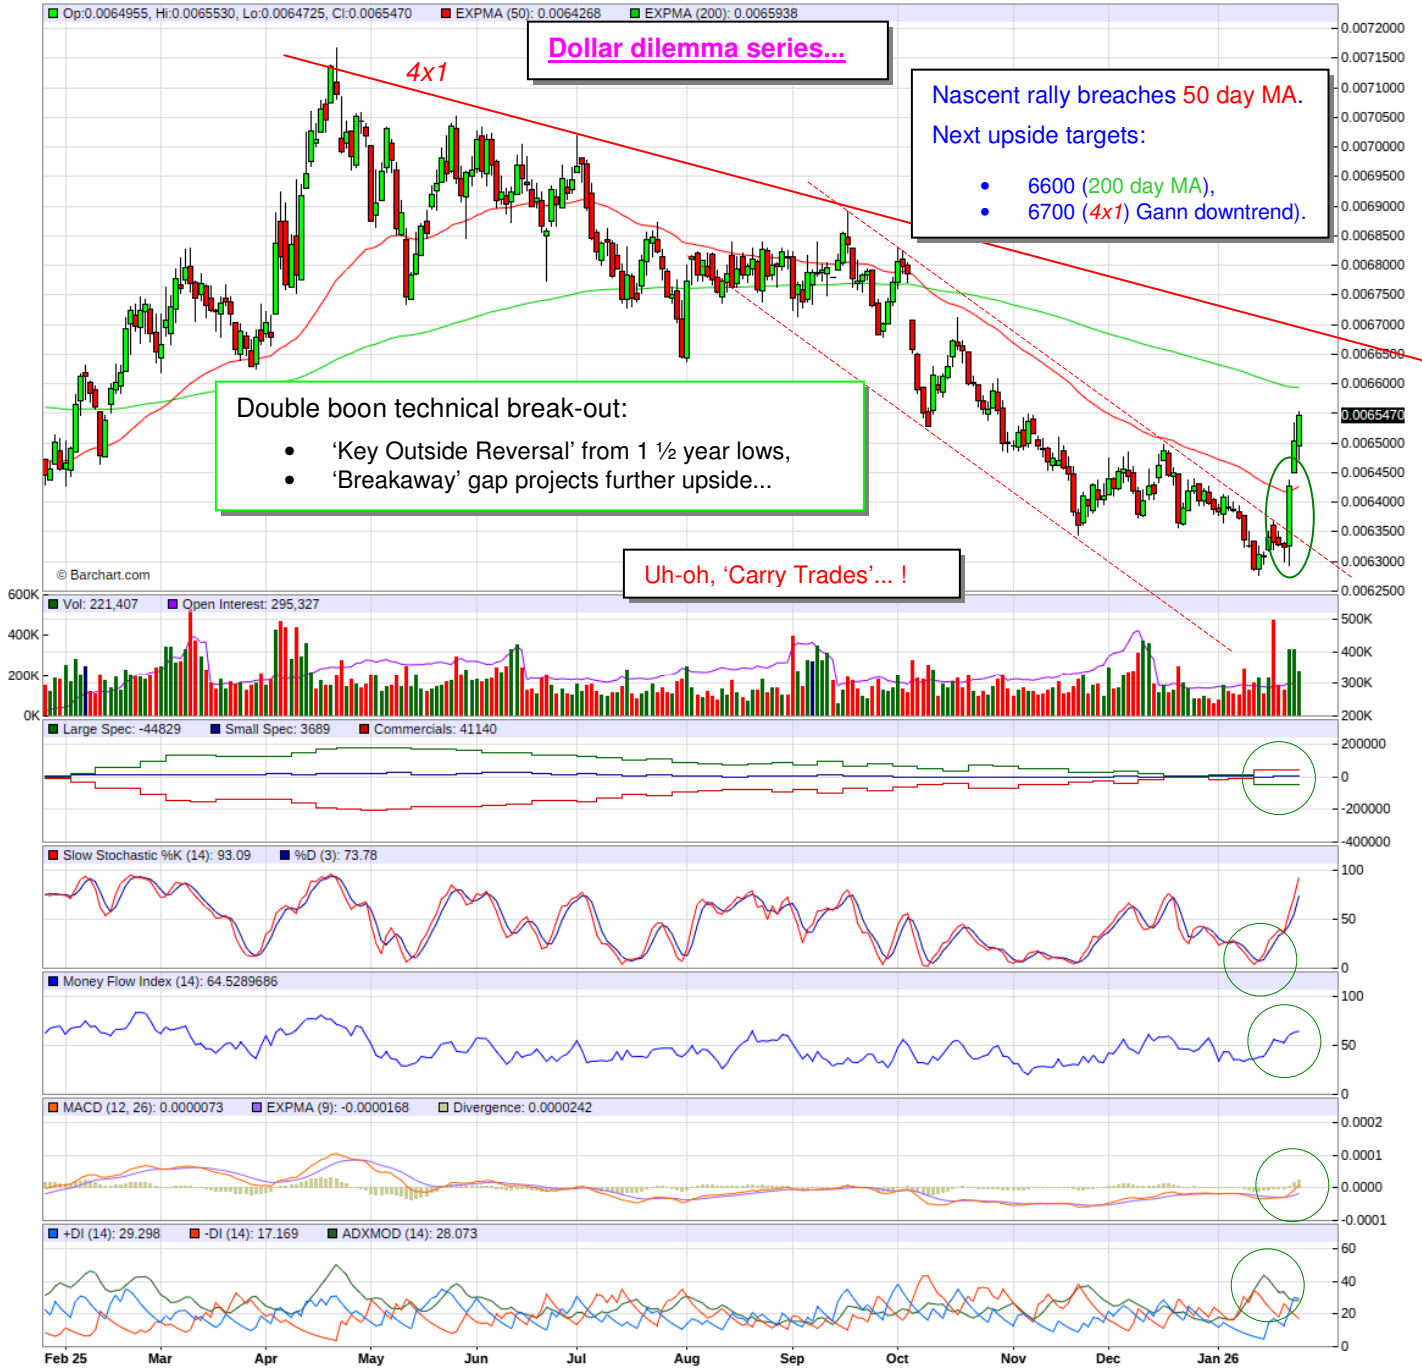 Op:0.0064955, Hi:0.0065530, Lo:0.0064725, Cl:0.0065470 EXPMA (50): 0.0064268 EXPMA (200): 0.0065938
Dollar dilemma series...
4x1
Nascent rally breaches 50 day MA.
Next upside targets:
• 6600 (200 day MA),
• 6700 (4x1) Gann downtrend).
Double boon technical break-out:
• ‘Key Outside Reversal’ from 1 ½ year lows,
• ‘Breakaway’ gap projects further upside...
Uh-oh, ‘Carry Trades’... !
© Barchart.com
0.0072000
0.0071500
0.0071000
0.0070500
0.0070000
0.0069500
0.0069000
0.0068500
0.0068000
0.0067500
0.0067000
0.0066500
0.0066000
0.0065470
0.0065000
0.0064500
0.0064000
0.0063500
0.0063000
0.0062500
Vol: 221,407 Open Interest: 295,327
600K
400K
200K
0K
500K
400K
300K
200K
Large Spec: -44829 Small Spec: 3689 Commercials: 41140
200000
0
-200000
-400000
Slow Stochastic %K (14): 93.09 %D (3): 73.78
100
50
0
Money Flow Index (14): 64.5289686
100
50
0
MACD (12, 26): 0.0000073 EXPMA (9): -0.0000168 Divergence: 0.0000242
0.0002
0.0001
0.0000
-0.0001
+DI (14): 29.298 -DI (14): 17.169 ADXMOD (14): 28.073
60
40
20
0
Feb 25 Mar Apr May Jun Jul Aug Sep Oct Nov Dec Jan 26